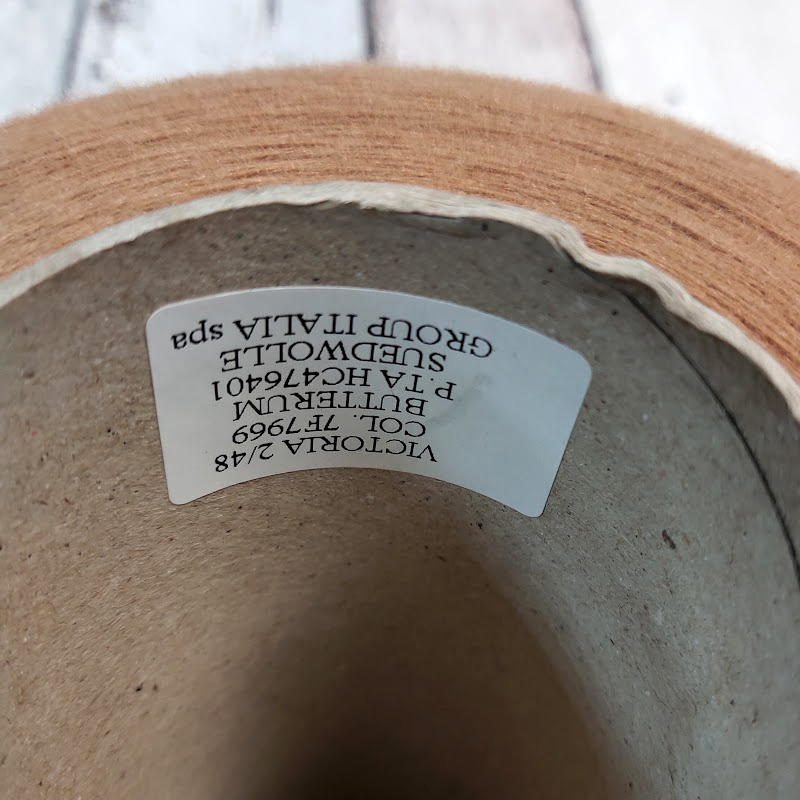 VICTORIA 2/48
COL. 7F7969
BUTTERUM
P.TA HC476401
SUEDWOLLE
GROUP ITALIA spa